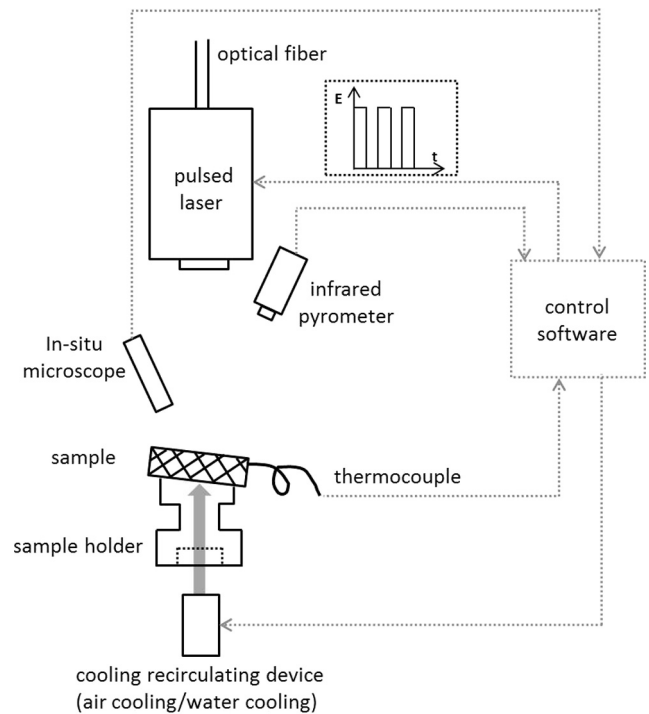 optical fiber
E
t
pulsed
laser
infrared
pyrometer
control
software
In-situ
microscope
sample
thermocouple
sample holder
cooling recirculating device
(air cooling/water cooling)